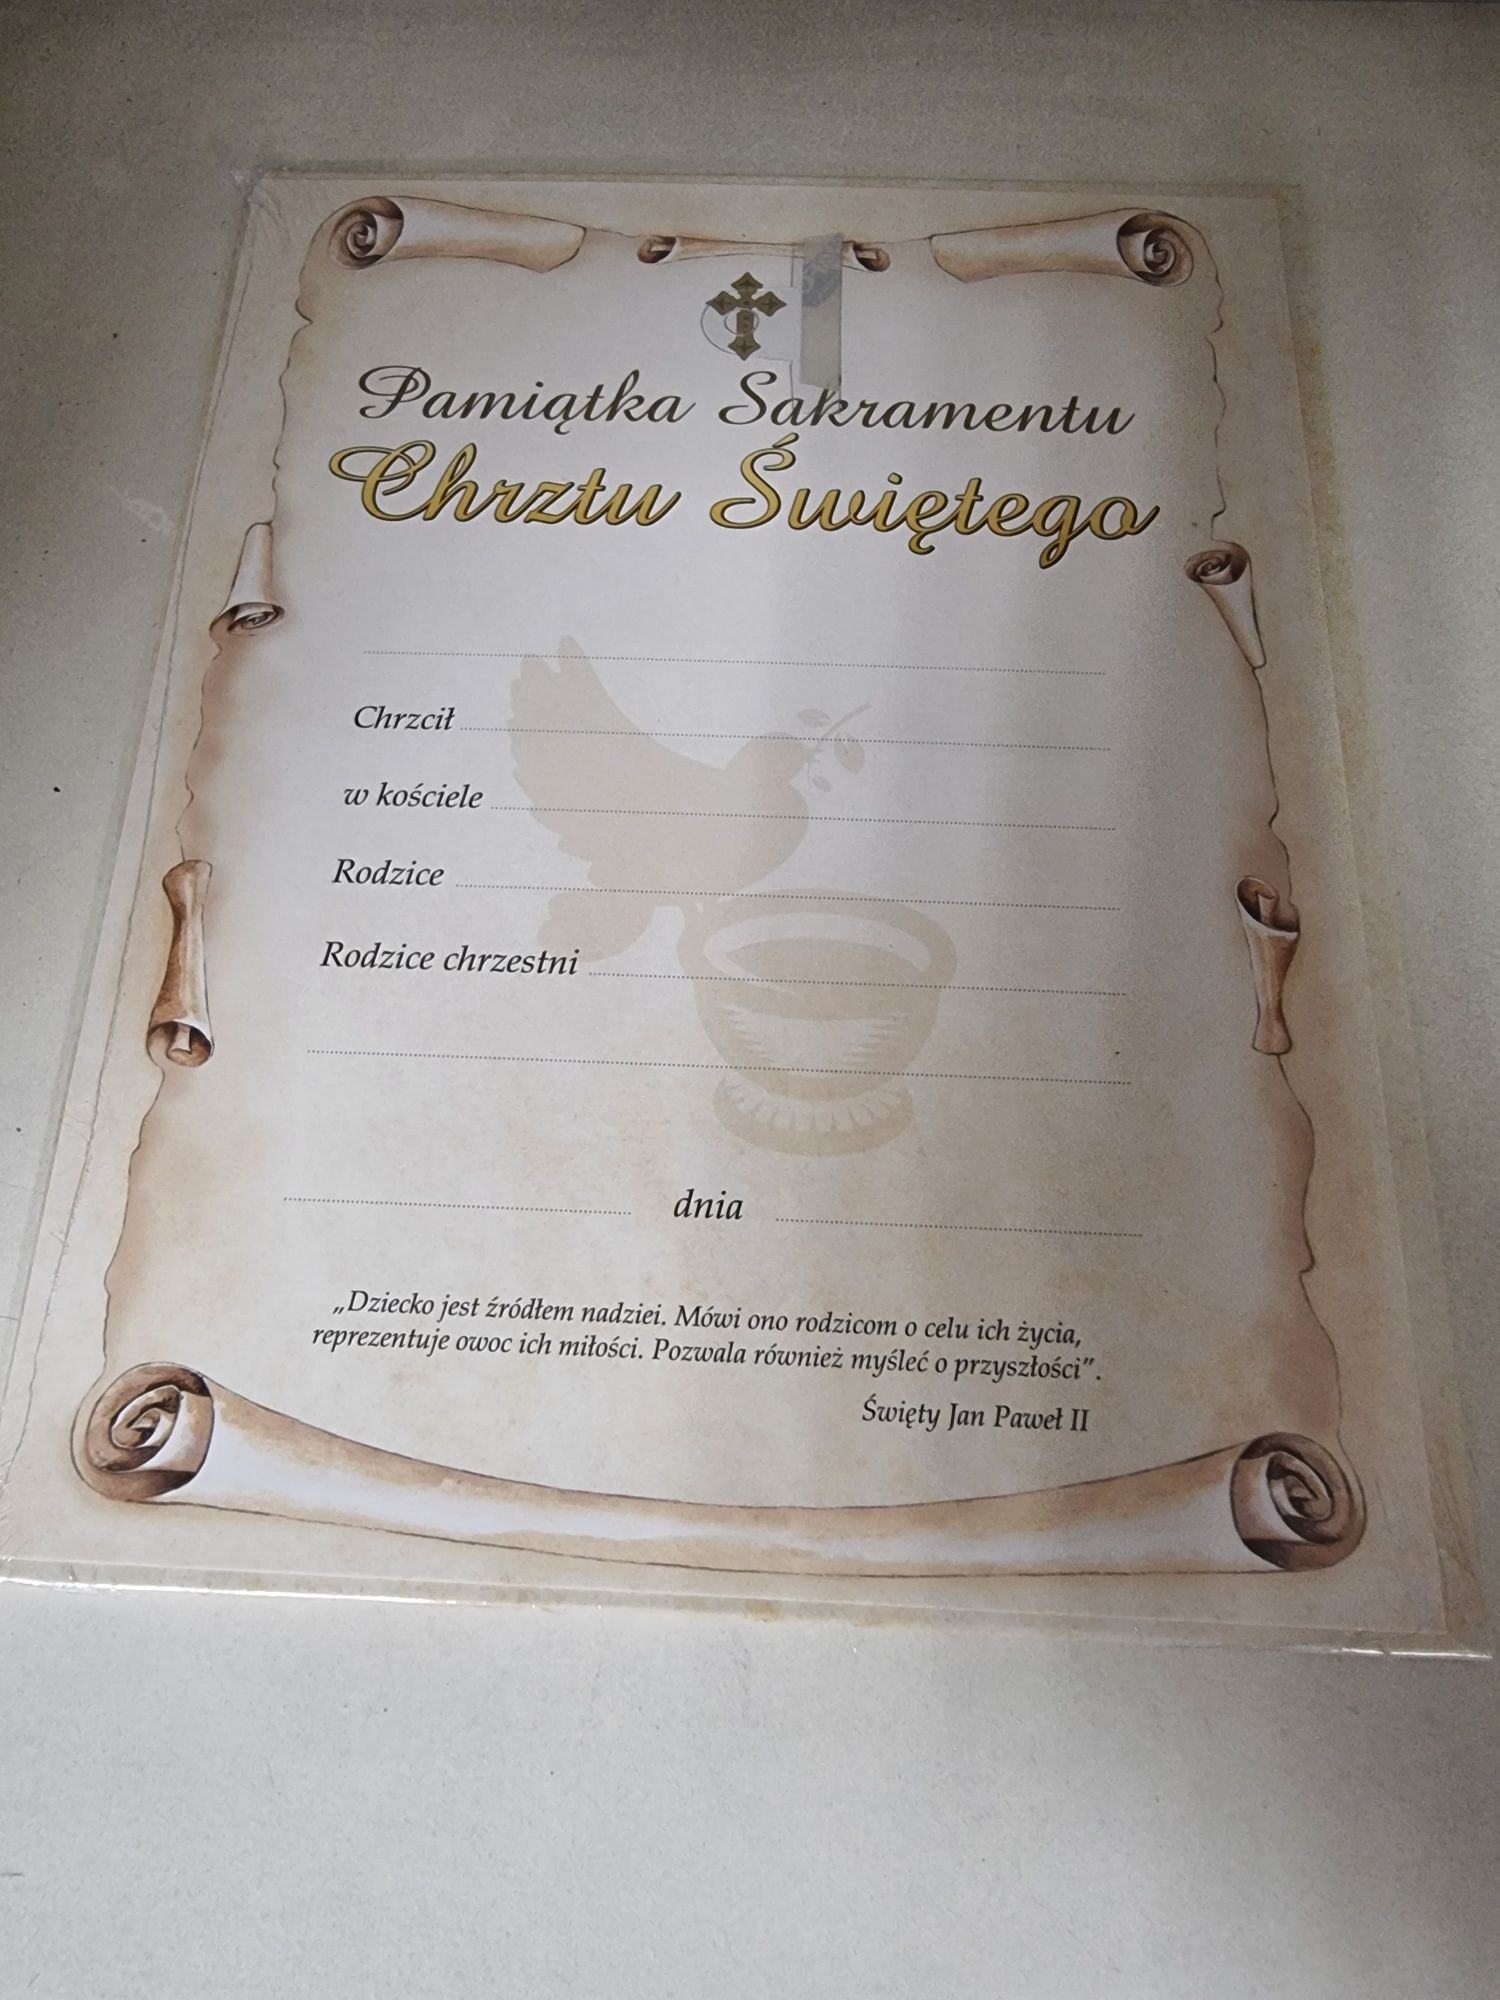 Pamiątka Sakramentu
Chrztu Świętego
Chrzcił
w kościele
Rodzice
Rodzice chrzestni
dnia
„Dziecko jest źródłem nadziei. Mówi ono rodzicom o celu ich życia,
reprezentuje owoc ich miłości. Pozwala również myśleć o przyszłości”.
Święty Jan Paweł II